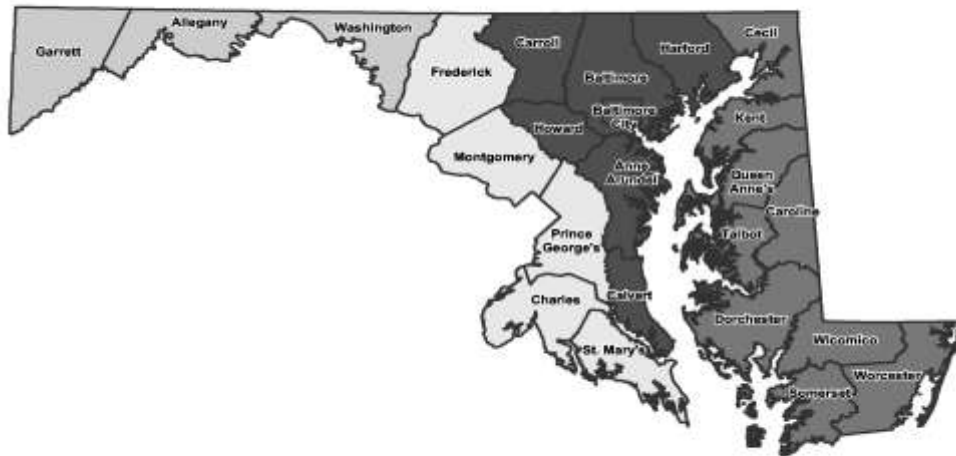 Garrett
Allegany
Washington
Frederick
Carroll
Baltimore
Harford
Cecil
Howard
Baltimore
City
Kent
Montgomery
Anne
Arundel
Queen
Anne's
Caroline
Talbot
Prince
George's
Charles
Calvert
St. Mary's
Dorchester
Wicomico
Worcester
Somerset